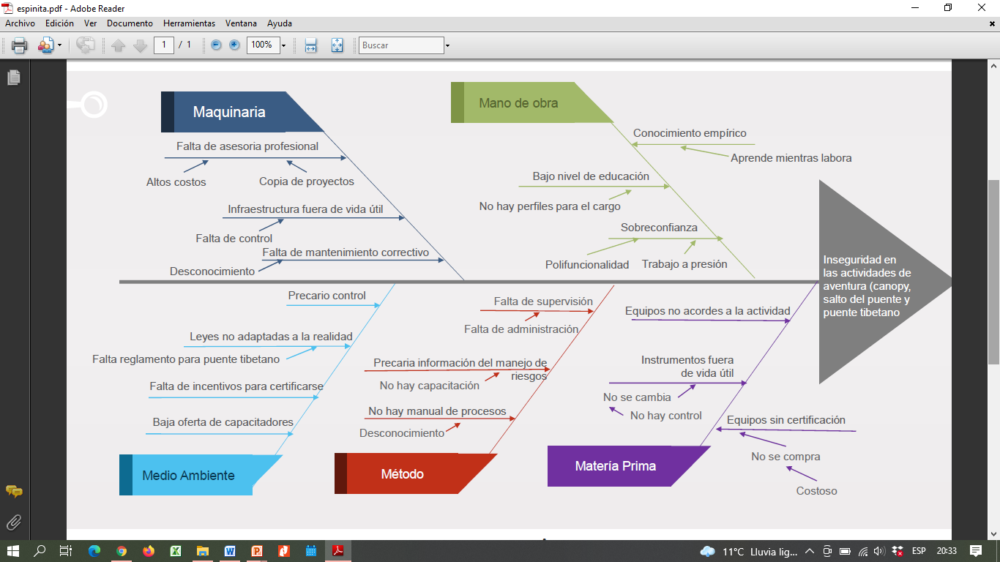 espinita.pdf - Adobe Reader
Archivo Edición Ver Documento Herramientas Ventana Ayuda
1 / 1 100% Buscar
Maquinaria
Falta de asesoria profesional
Altos costos
Copia de proyectos
Infraestructura fuera de vida útil
Falta de control
Falta de mantenimiento correctivo
Desconocimiento
Mano de obra
Conocimiento empírico
Aprende mientras labora
Bajo nivel de educación
No hay perfiles para el cargo
Sobreconfianza
Polifuncionalidad
Trabajo a presión
Inseguridad en
las actividades de
aventura (canopy,
salto del puente y
puente tibetano
Precario control
Leyes no adaptadas a la realidad
Falta reglamento para puente tibetano
Falta de incentivos para certificarse
Baja oferta de capacitadores
Medio Ambiente
Falta de supervisión
Falta de administración
Precaria información del manejo de
riesgos
No hay capacitación
No hay manual de procesos
Desconocimiento
Método
Equipos no acordes a la actividad
Instrumentos fuera
de vida útil
No se cambia
No hay control
Equipos sin certificación
No se compra
Costoso
Matería Prima
11°C Lluvia lig... ESP 20:33